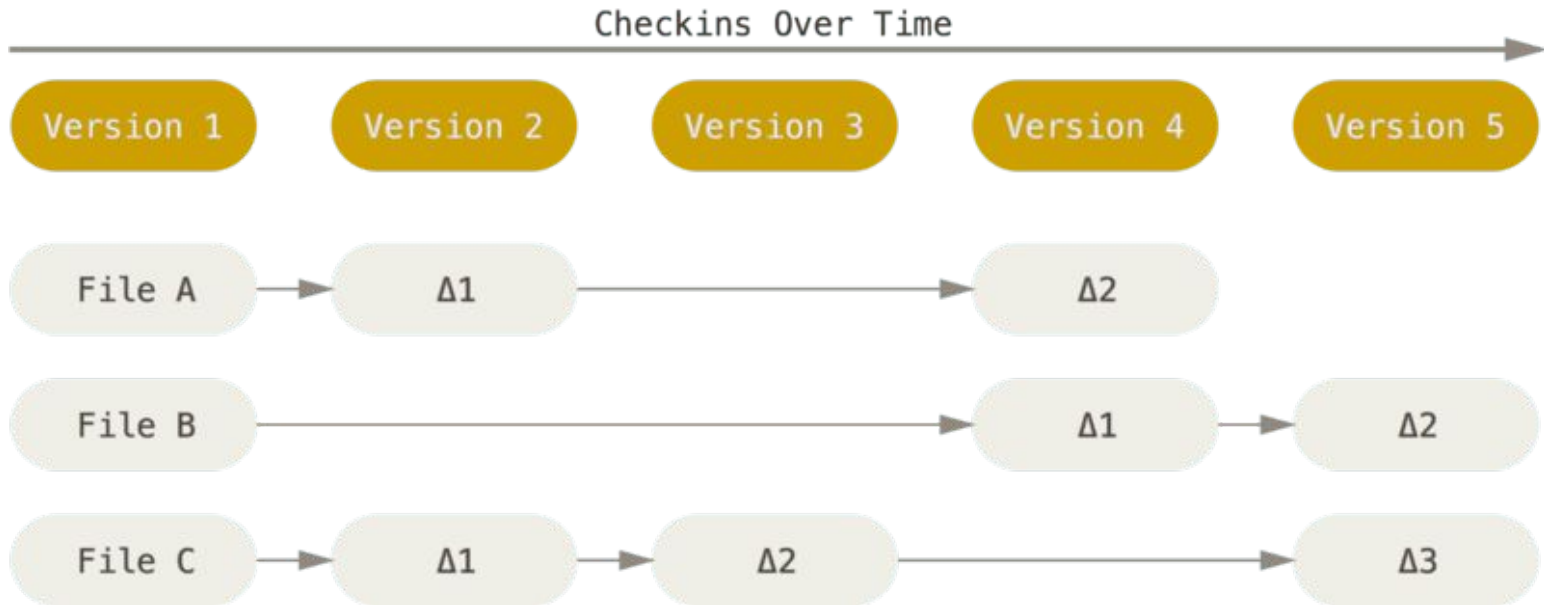 Checkins Over Time
Version 1 Version 2 Version 3 Version 4 Version 5
File A Δ1 Δ2
File B Δ1 Δ2
File C Δ1 Δ2 Δ3